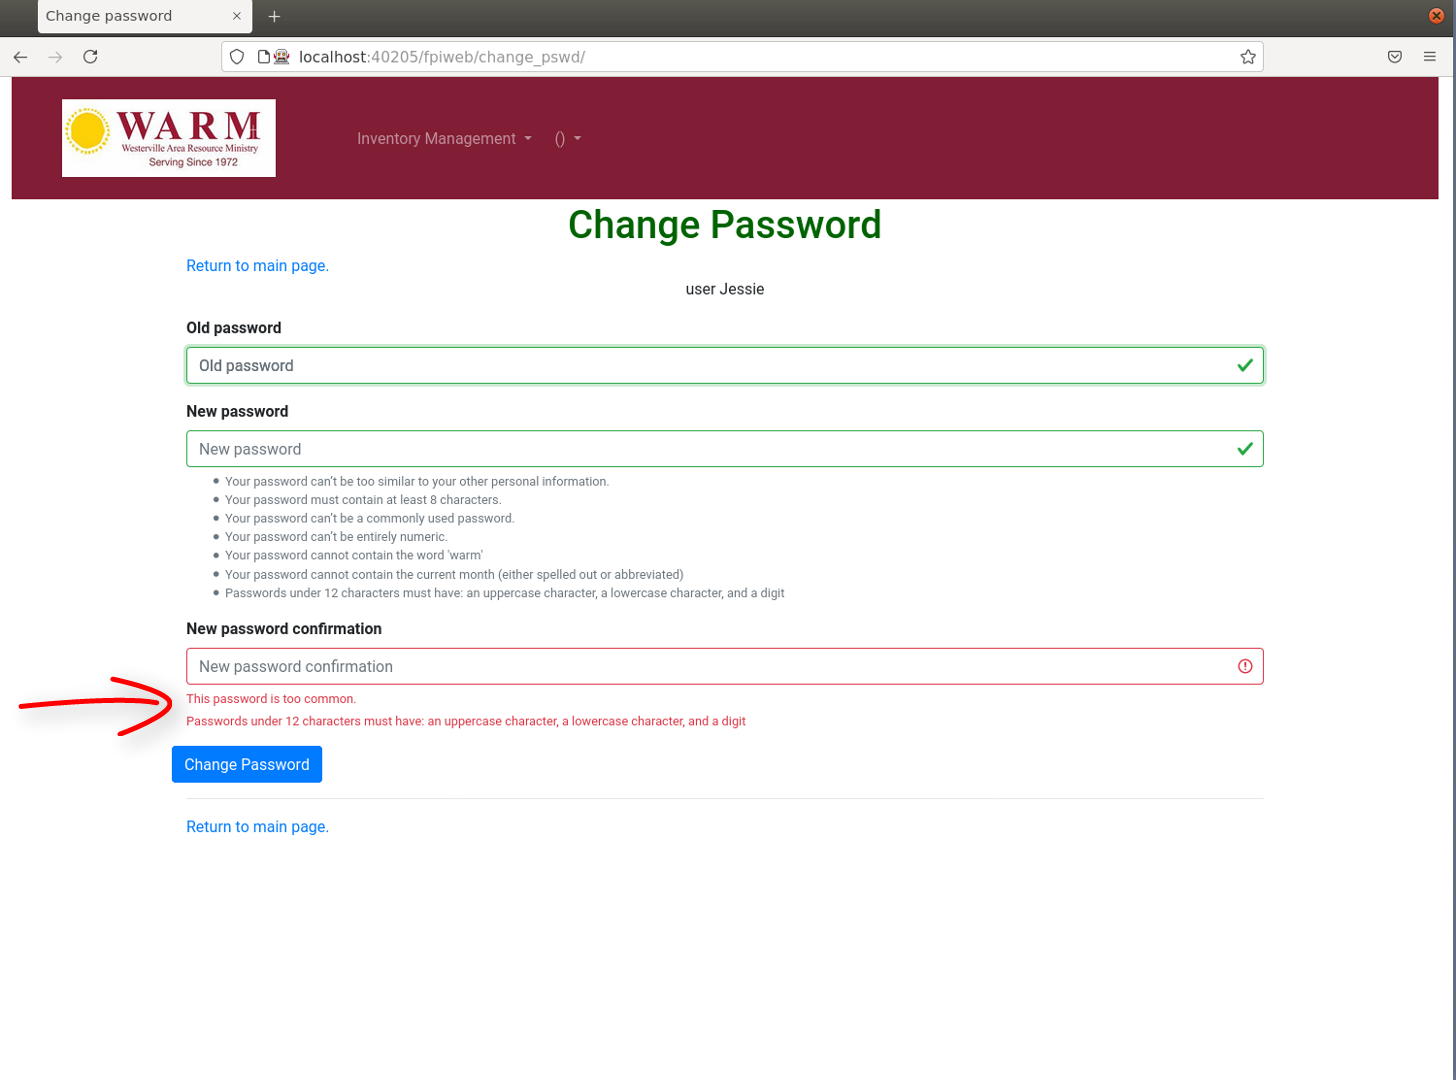 Change password
localhost:40205/fpiweb/change_pswd/
WARM
Westerville Area Resource Ministry
Serving Since 1972
Inventory Management
()
Change Password
Return to main page.
user Jessie
Old password
Old password
New password
New password
Your password can't be too similar to your other personal information.
Your password must contain at least 8 characters.
Your password can't be a commonly used password.
Your password can't be entirely numeric.
Your password cannot contain the word 'warm'
Your password cannot contain the current month (either spelled out or abbreviated)
Passwords under 12 characters must have: an uppercase character, a lowercase character, and a digit
New password confirmation
New password confirmation
This password is too common.
Passwords under 12 characters must have: an uppercase character, a lowercase character, and a digit
Change Password
Return to main page.